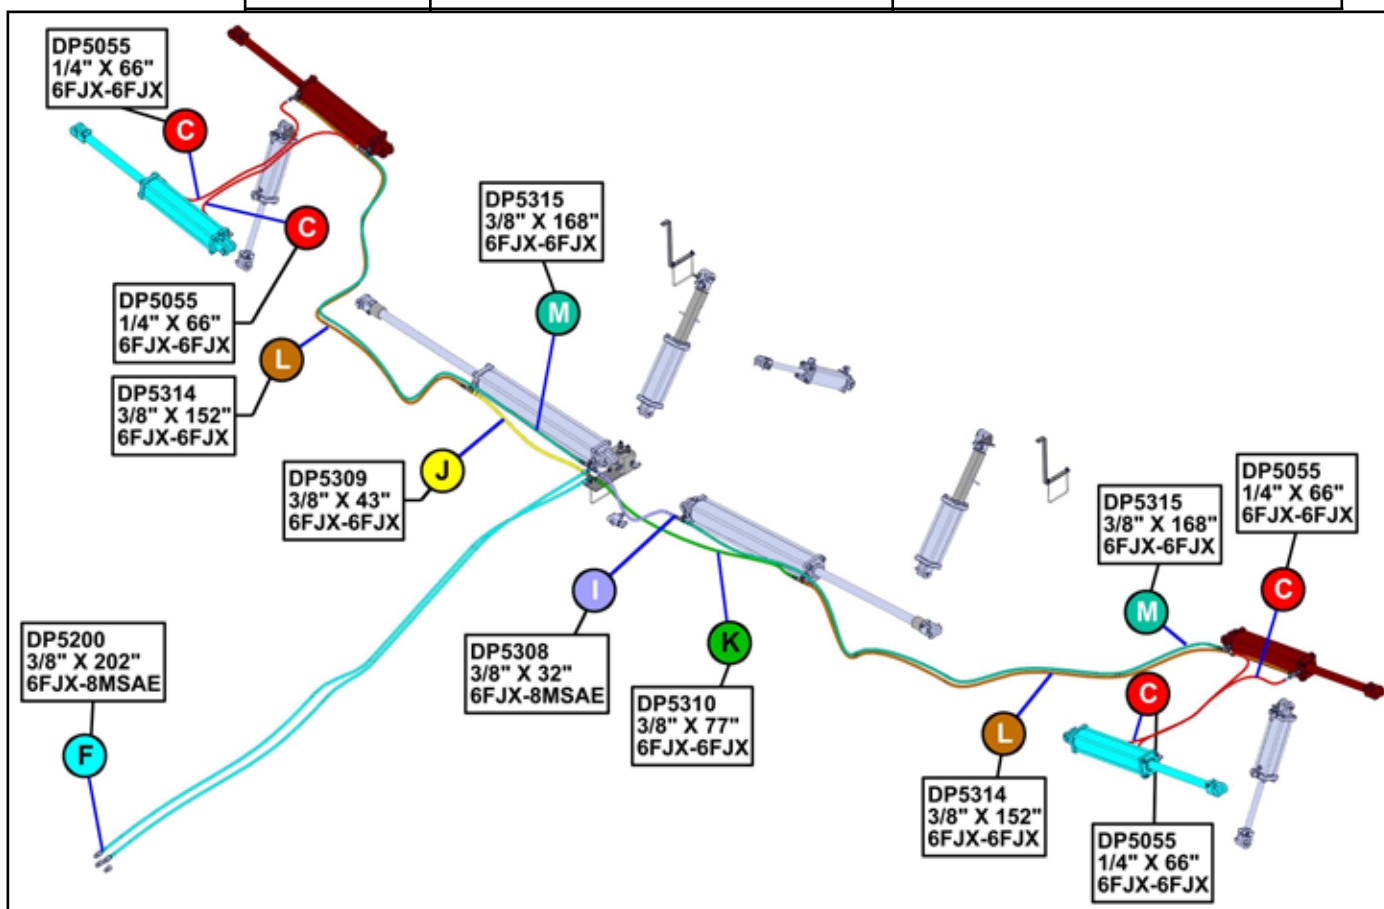 DP5055
1/4" X 66"
6FJX-6FJX
C
C
DP5055
1/4" X 66"
6FJX-6FJX
L
DP5314
3/8" X 152"
6FJX-6FJX
DP5315
3/8" X 168"
6FJX-6FJX
M
J
DP5309
3/8" X 43"
6FJX-6FJX
DP5200
3/8" X 202"
6FJX-8MSAE
F
I
DP5308
3/8" X 32"
6FJX-8MSAE
K
DP5310
3/8" X 77"
6FJX-6FJX
DP5315
3/8" X 168"
6FJX-6FJX
M
DP5055
1/4" X 66"
6FJX-6FJX
C
C
L
DP5314
3/8" X 152"
6FJX-6FJX
DP5055
1/4" X 66"
6FJX-6FJX